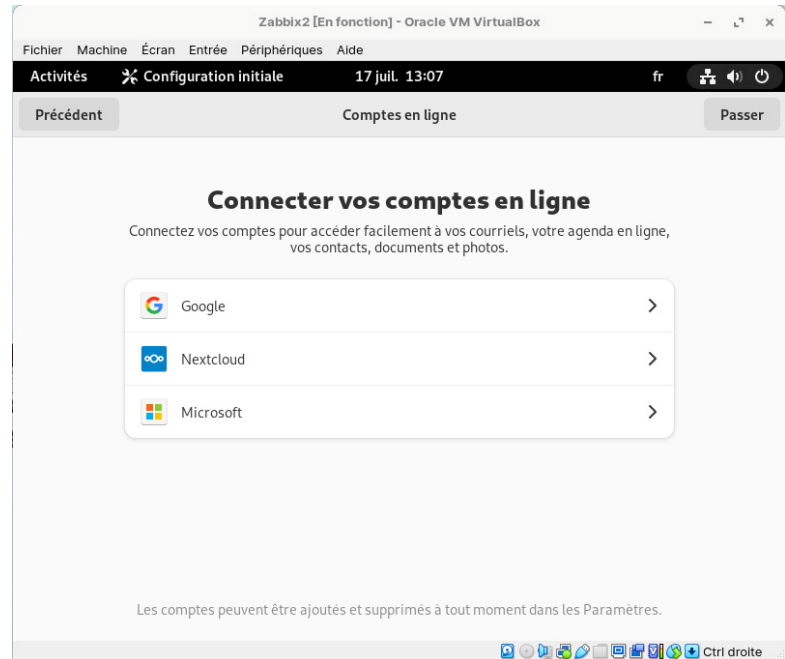 Zabbix2 [En fonction] - Oracle VM VirtualBox
Fichier Machine Écran Entrée Périphériques Aide
Activités Configuration initiale 17 juil. 13:07 fr
Précédent Comptes en ligne Passer
Connecter vos comptes en ligne
Connectez vos comptes pour accéder facilement à vos courriels, votre agenda en ligne,
vos contacts, documents et photos.
Google
Nextcloud
Microsoft
Les comptes peuvent être ajoutés et supprimés à tout moment dans les Paramètres.
Ctrl droite